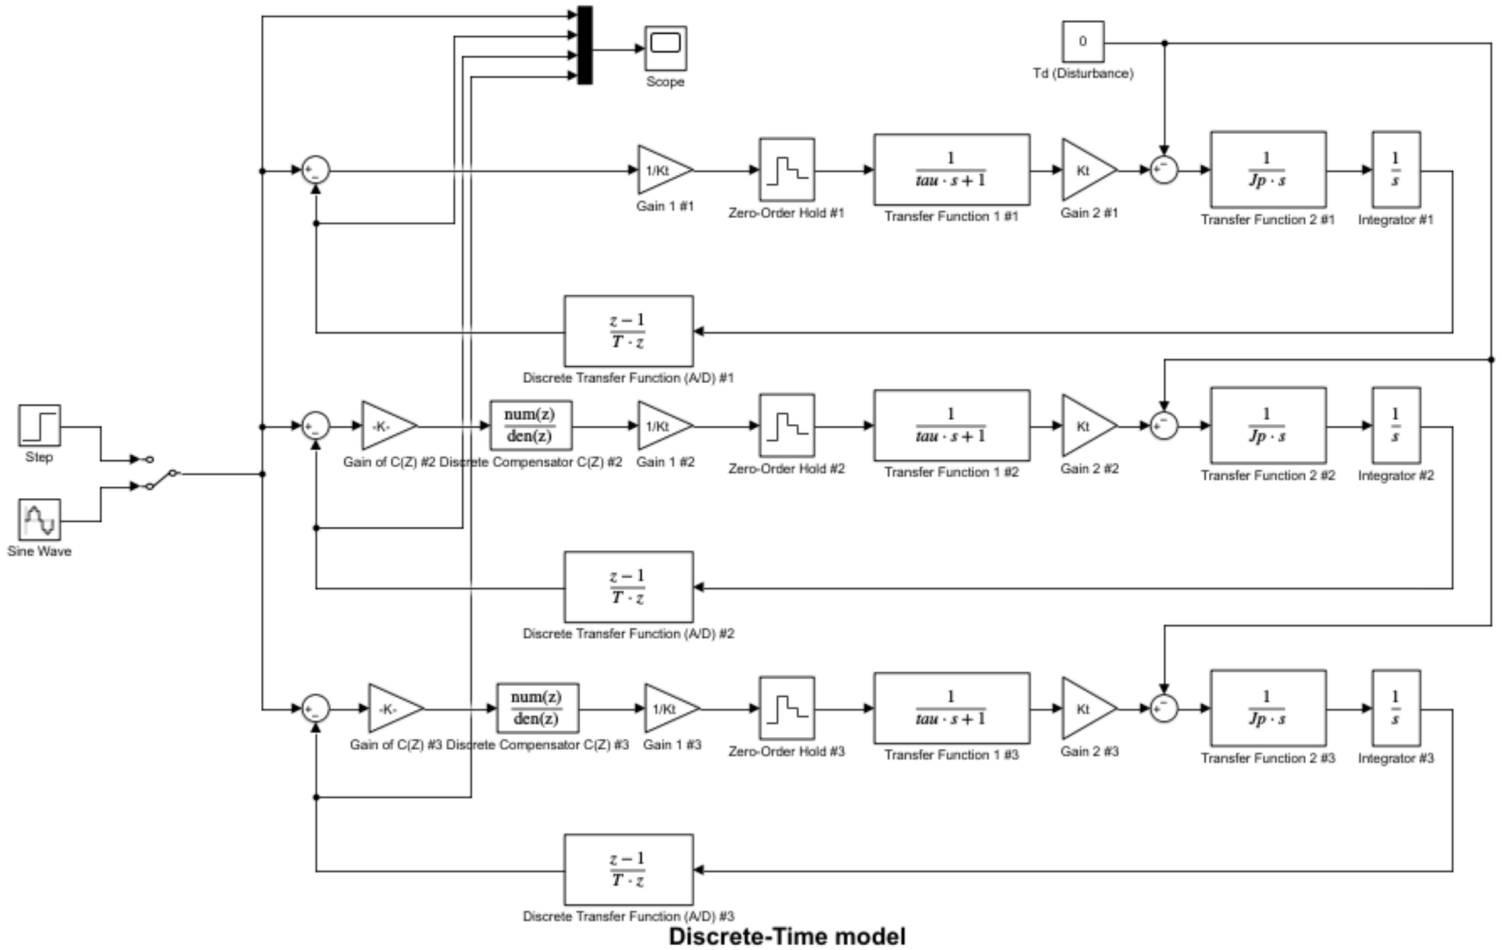 Scope
0
Td (Disturbance)
+
−
1/Kt
Gain 1 #1
Zero-Order Hold #1
1
tau · s + 1
Transfer Function 1 #1
Kt
Gain 2 #1
+
−
1
Jp · s
Transfer Function 2 #1
1
s
Integrator #1
z − 1
T · z
Discrete Transfer Function (A/D) #1
Step
Sine Wave
+
−
-K-
Gain of C(Z) #2
num(z)
den(z)
Discrete Compensator C(Z) #2
1/Kt
Gain 1 #2
Zero-Order Hold #2
1
tau · s + 1
Transfer Function 1 #2
Kt
Gain 2 #2
+
−
1
Jp · s
Transfer Function 2 #2
1
s
Integrator #2
z − 1
T · z
Discrete Transfer Function (A/D) #2
+
−
-K-
Gain of C(Z) #3
num(z)
den(z)
Discrete Compensator C(Z) #3
1/Kt
Gain 1 #3
Zero-Order Hold #3
1
tau · s + 1
Transfer Function 1 #3
Kt
Gain 2 #3
+
−
1
Jp · s
Transfer Function 2 #3
1
s
Integrator #3
z − 1
T · z
Discrete Transfer Function (A/D) #3
Discrete-Time model